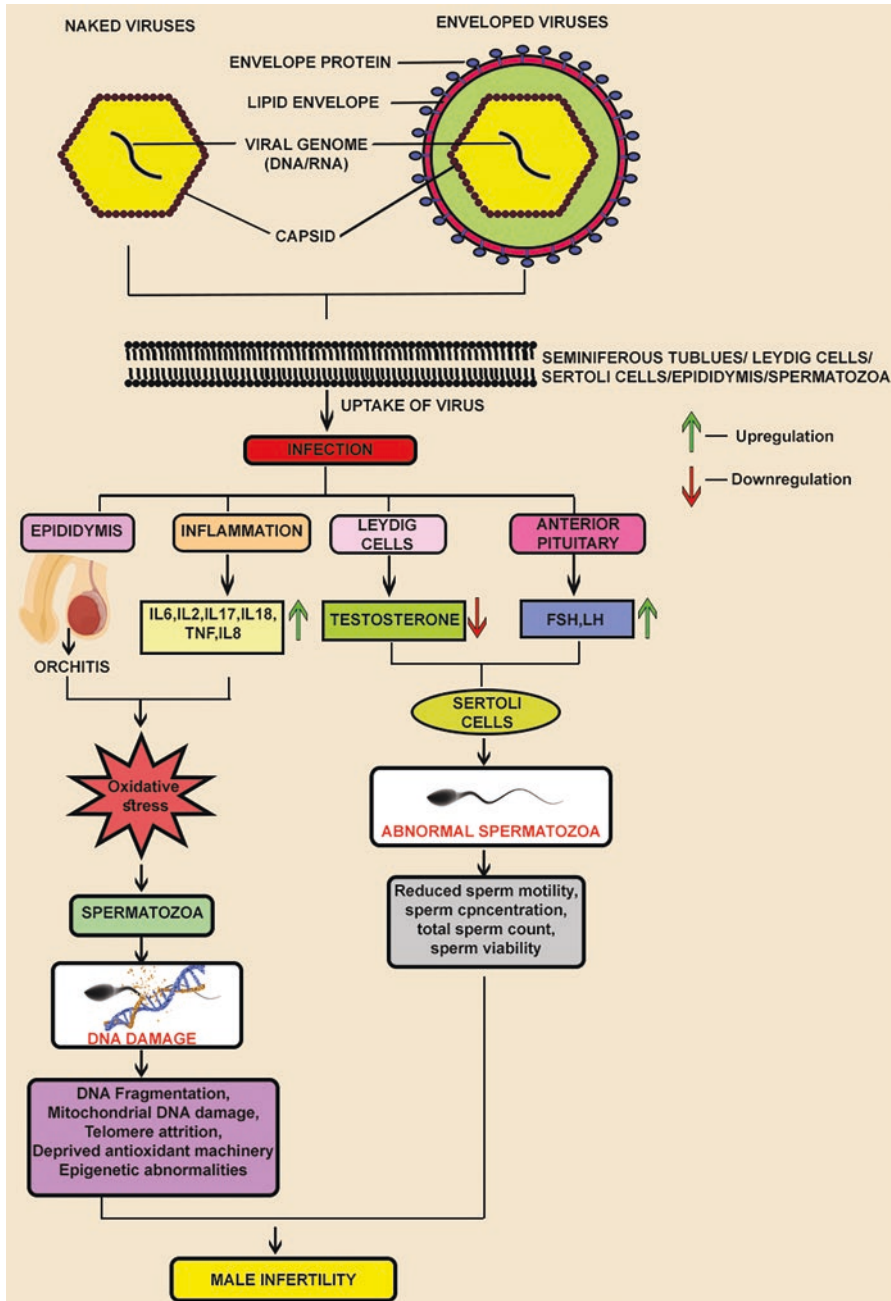 NAKED VIRUSES
ENVELOPED VIRUSES
ENVELOPE PROTEIN
LIPID ENVELOPE
VIRAL GENOME
(DNA/RNA)
CAPSID
SEMINIFEROUS TUBLUES/ LEYDIG CELLS/
SERTOLI CELLS/EPIDIDYMIS/SPERMATOZOA
UPTAKE OF VIRUS
INFECTION
Upregulation
Downregulation
EPIDIDYMIS
INFLAMMATION
LEYDIG
CELLS
ANTERIOR
PITUITARY
IL6,IL2,IL17,IL18,
TNF,IL8
TESTOSTERONE
FSH,LH
ORCHITIS
SERTOLI
CELLS
Oxidative
stress
ABNORMAL SPERMATOZOA
Reduced sperm motility,
sperm cpncentration,
total sperm count,
sperm viability
SPERMATOZOA
DNA DAMAGE
DNA Fragmentation,
Mitochondrial DNA damage,
Telomere attrition,
Deprived antioxidant machinery
Epigenetic abnormalities
MALE INFERTILITY